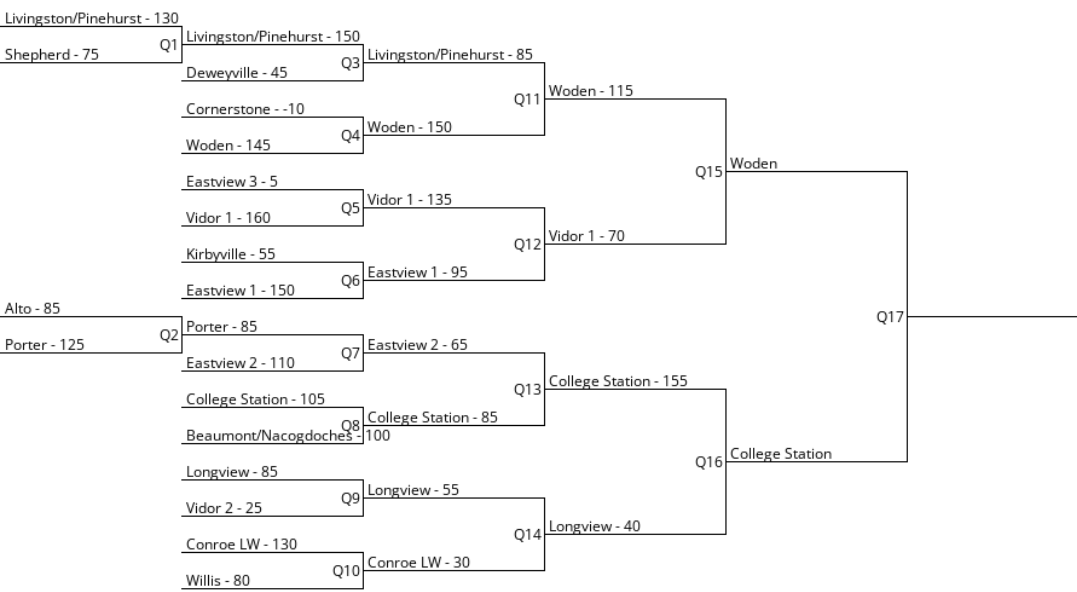 Livingston/Pinehurst - 130
Shepherd - 75
Q1
Livingston/Pinehurst - 150
Deweyville - 45
Q3
Livingston/Pinehurst - 85
Cornerstone - -10
Woden - 145
Q4
Woden - 150
Q11
Woden - 115
Eastview 3 - 5
Vidor 1 - 160
Q5
Vidor 1 - 135
Kirbyville - 55
Eastview 1 - 150
Q6
Eastview 1 - 95
Q12
Vidor 1 - 70
Q15
Woden
Alto - 85
Porter - 125
Q2
Porter - 85
Eastview 2 - 110
Q7
Eastview 2 - 65
College Station - 105
Beaumont/Nacogdoches - 100
Q8
College Station - 85
Q13
College Station - 155
Longview - 85
Vidor 2 - 25
Q9
Longview - 55
Conroe LW - 130
Willis - 80
Q10
Conroe LW - 30
Q14
Longview - 40
Q16
College Station
Q17